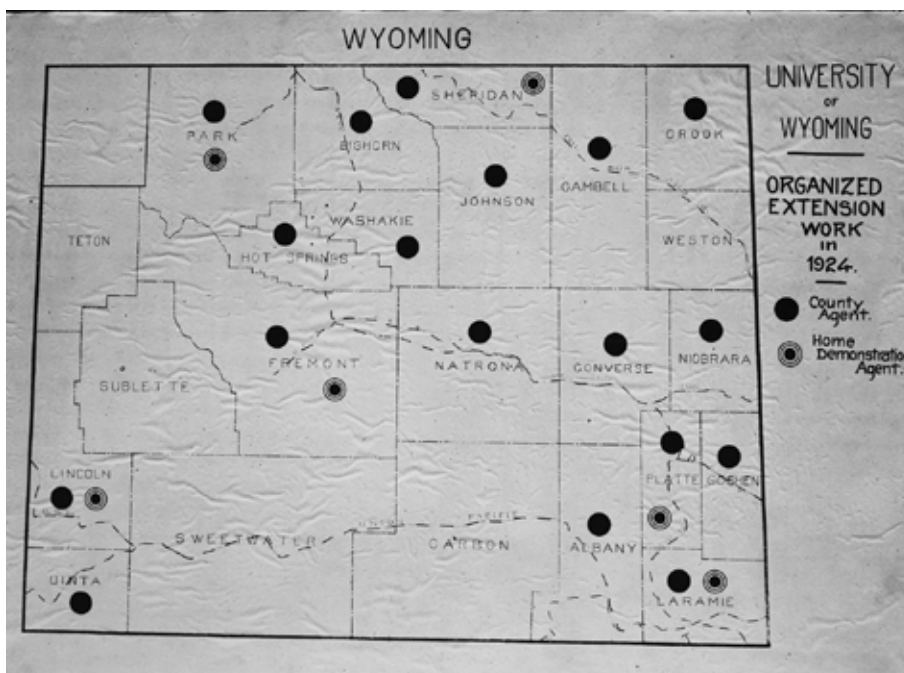 WYOMING
UNIVERSITY
OF
WYOMING
ORGANIZED
EXTENSION
WORK
in
1924.
County
Agent.
Home
Demonstration
Agent.
SHERIDAN
PARK
BIGHORN
CROOK
JOHNSON
CAMBELL
WASHAKIE
TETON
WESTON
HOT SPRINGS
FREMONT
NATRONA
CONVERSE
NIOBRARA
SUBLETTE
LINCOLN
PLATTE
GOSHEN
PACIFIC
SWEETWATER
CARBON
ALBANY
UINTA
LARAMIE